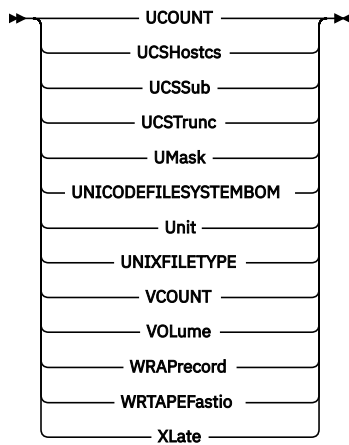 UCOUNT
UCSHostcs
UCSSub
UCSTrunc
UMask
UNICODEFILESYSTEMBOM
Unit
UNIXFILETYPE
VCOUNT
VOLume
WRAPrecord
WRTAPEFastio
XLate